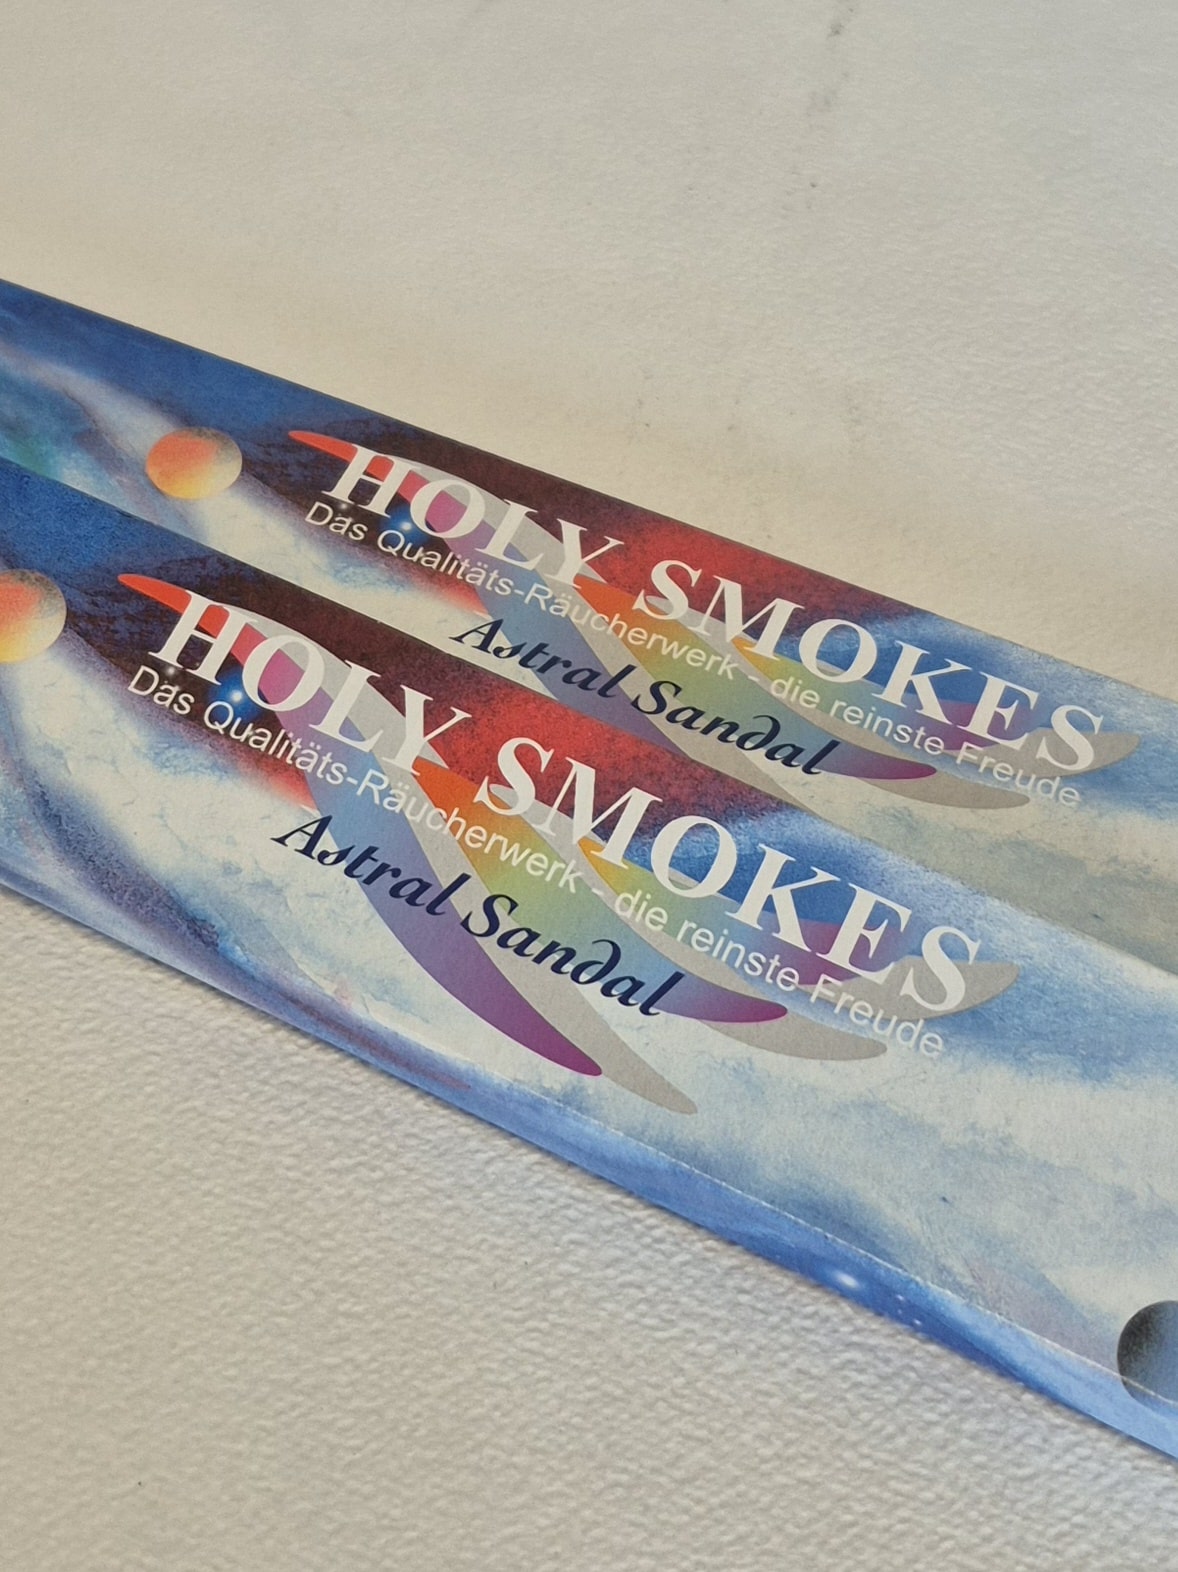 HOLY SMOKES
Das Qualitäts-Räucherwerk - die reinste Freude
Astral Sandal
HOLY SMOKES
Das Qualitäts-Räucherwerk - die reinste Freude
Astral Sandal